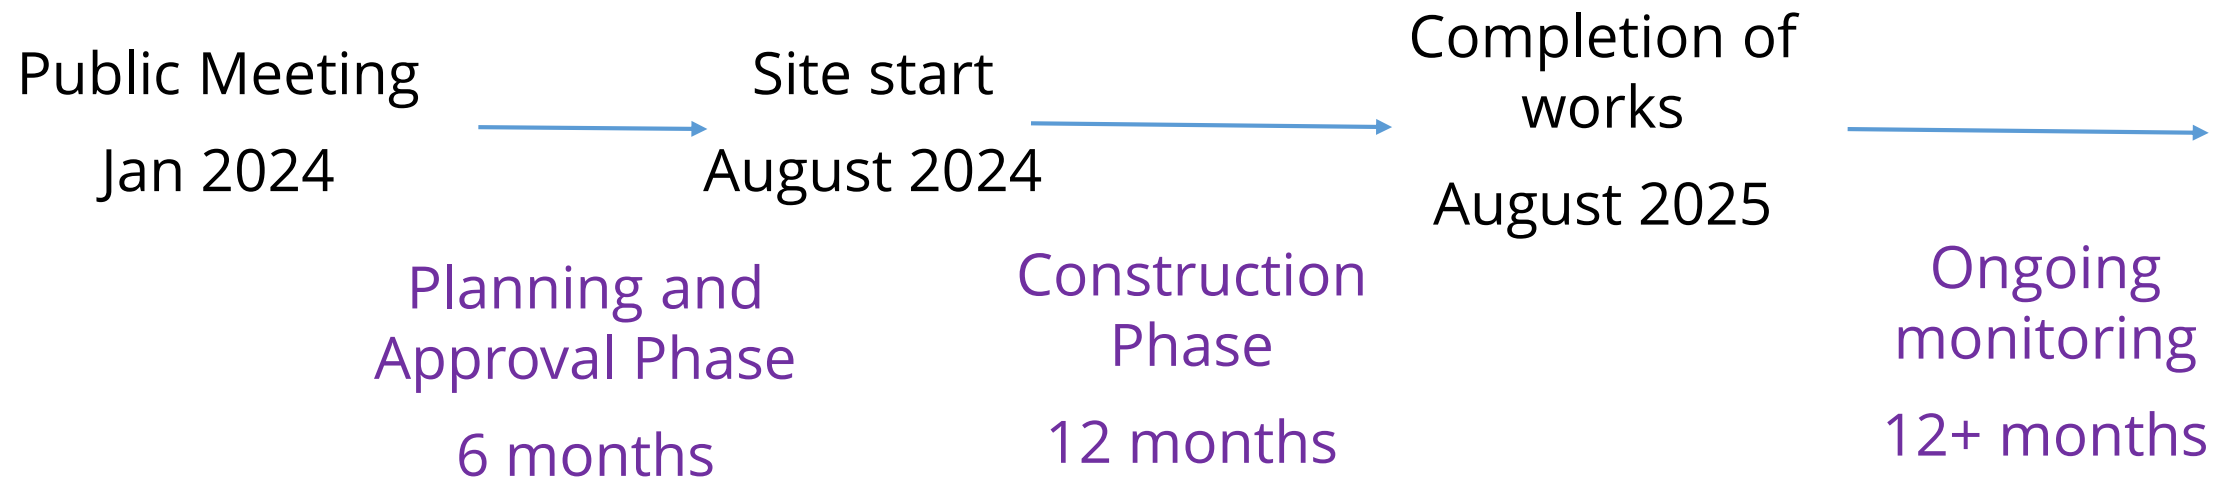 Public Meeting
Jan 2024
Site start
August 2024
Completion of
works
August 2025
Planning and
Approval Phase
6 months
Construction
Phase
12 months
Ongoing
monitoring
12+ months